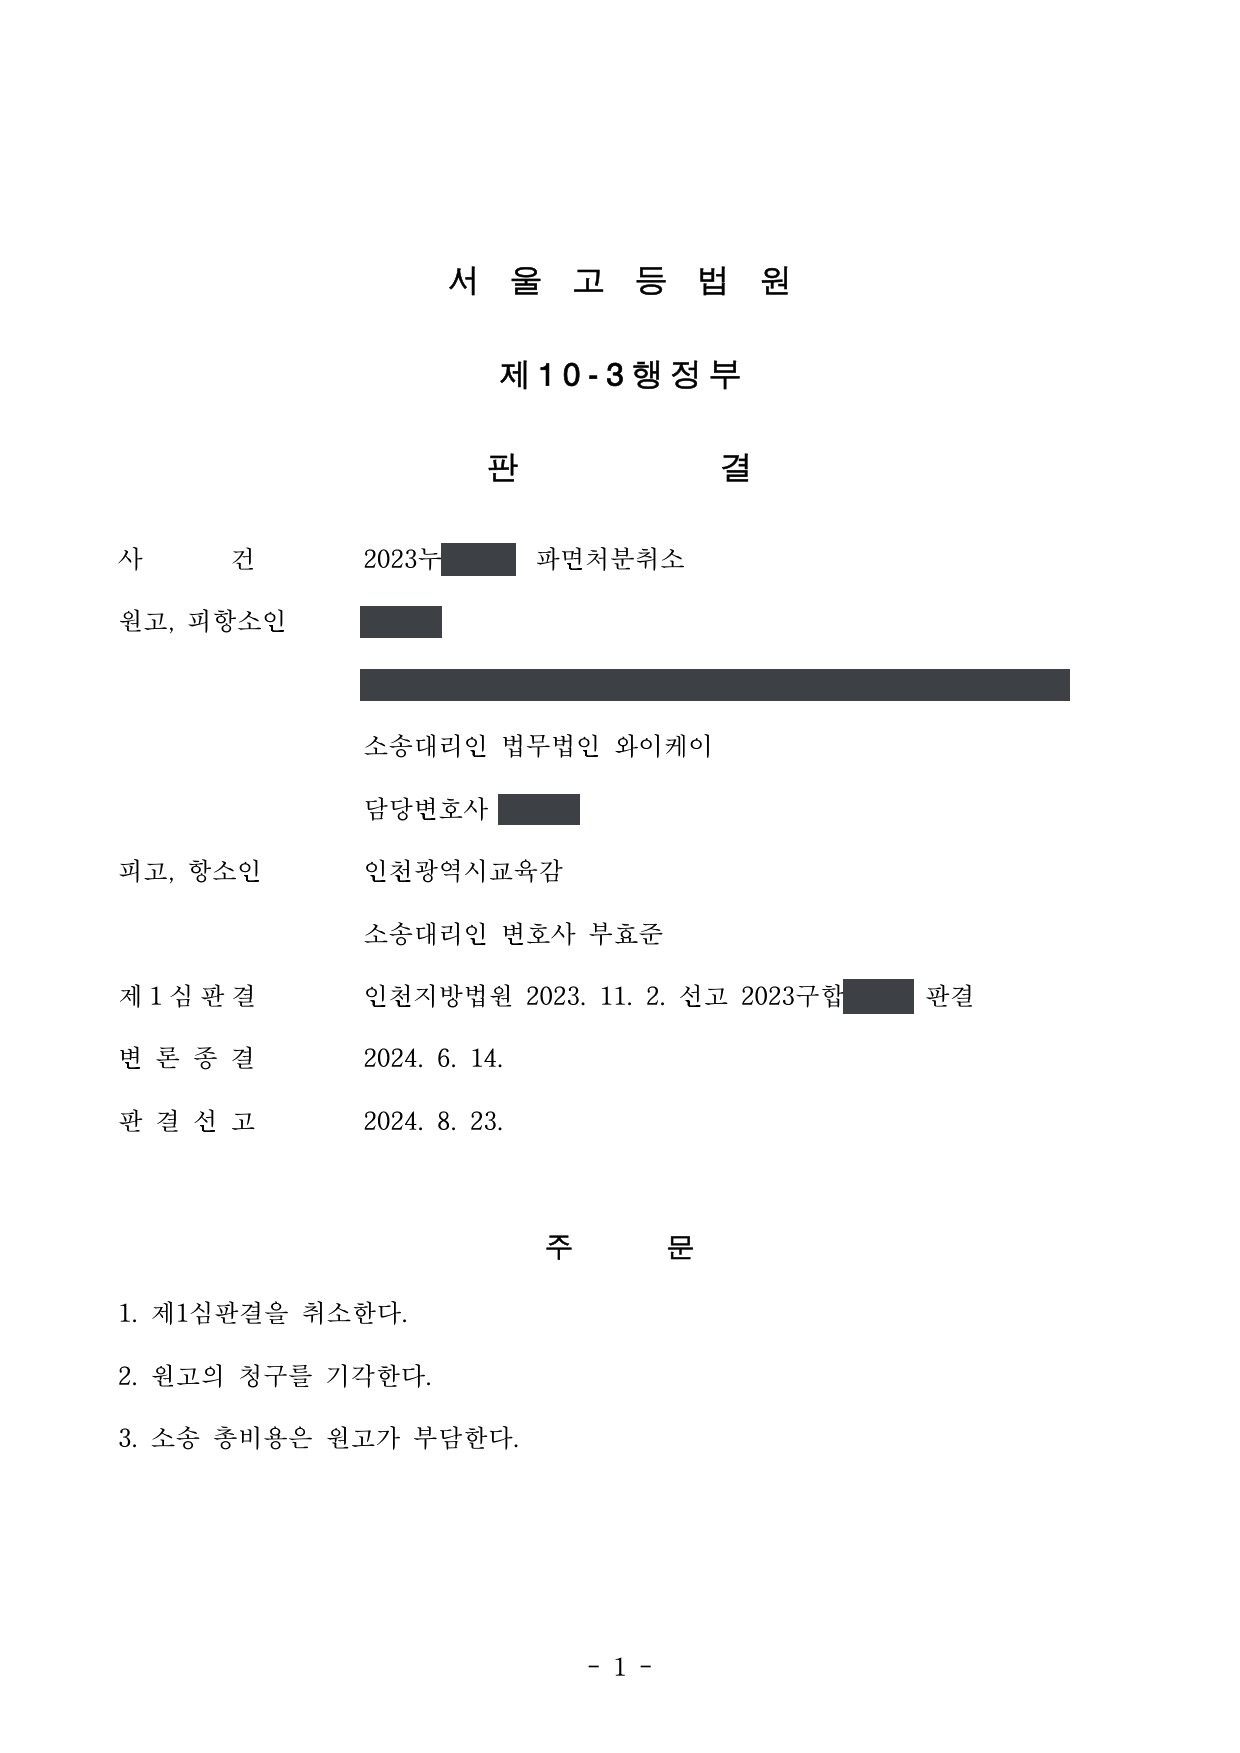 서 울 고 등 법 원
제10-3행정부
판 결
사 건 2023누 파면처분취소
원고, 피항소인
소송대리인 법무법인 와이케이
담당변호사
피고, 항소인 인천광역시교육감
소송대리인 변호사 부효준
제1심판결 인천지방법원 2023. 11. 2. 선고 2023구합 판결
변 론 종 결 2024. 6. 14.
판 결 선 고 2024. 8. 23.
주 문
1. 제1심판결을 취소한다.
2. 원고의 청구를 기각한다.
3. 소송 총비용은 원고가 부담한다.
- 1 -